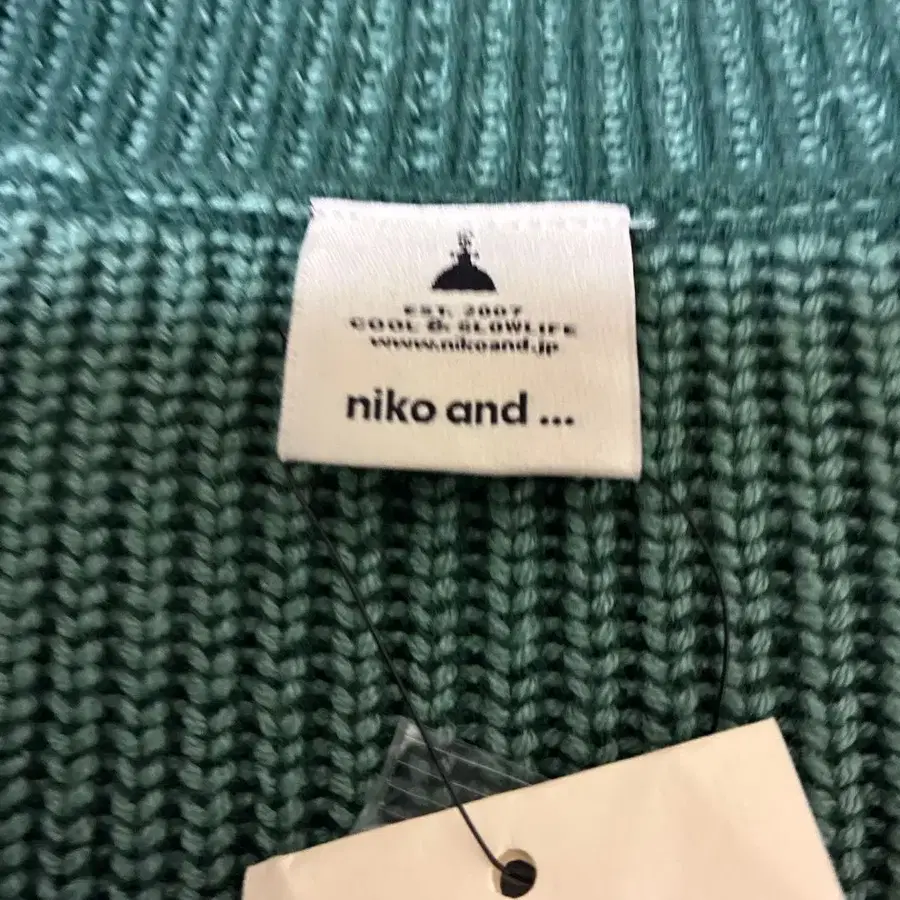 EST. 2007
COOL & SLOWLIFE
www.nikoand.jp
niko and ...